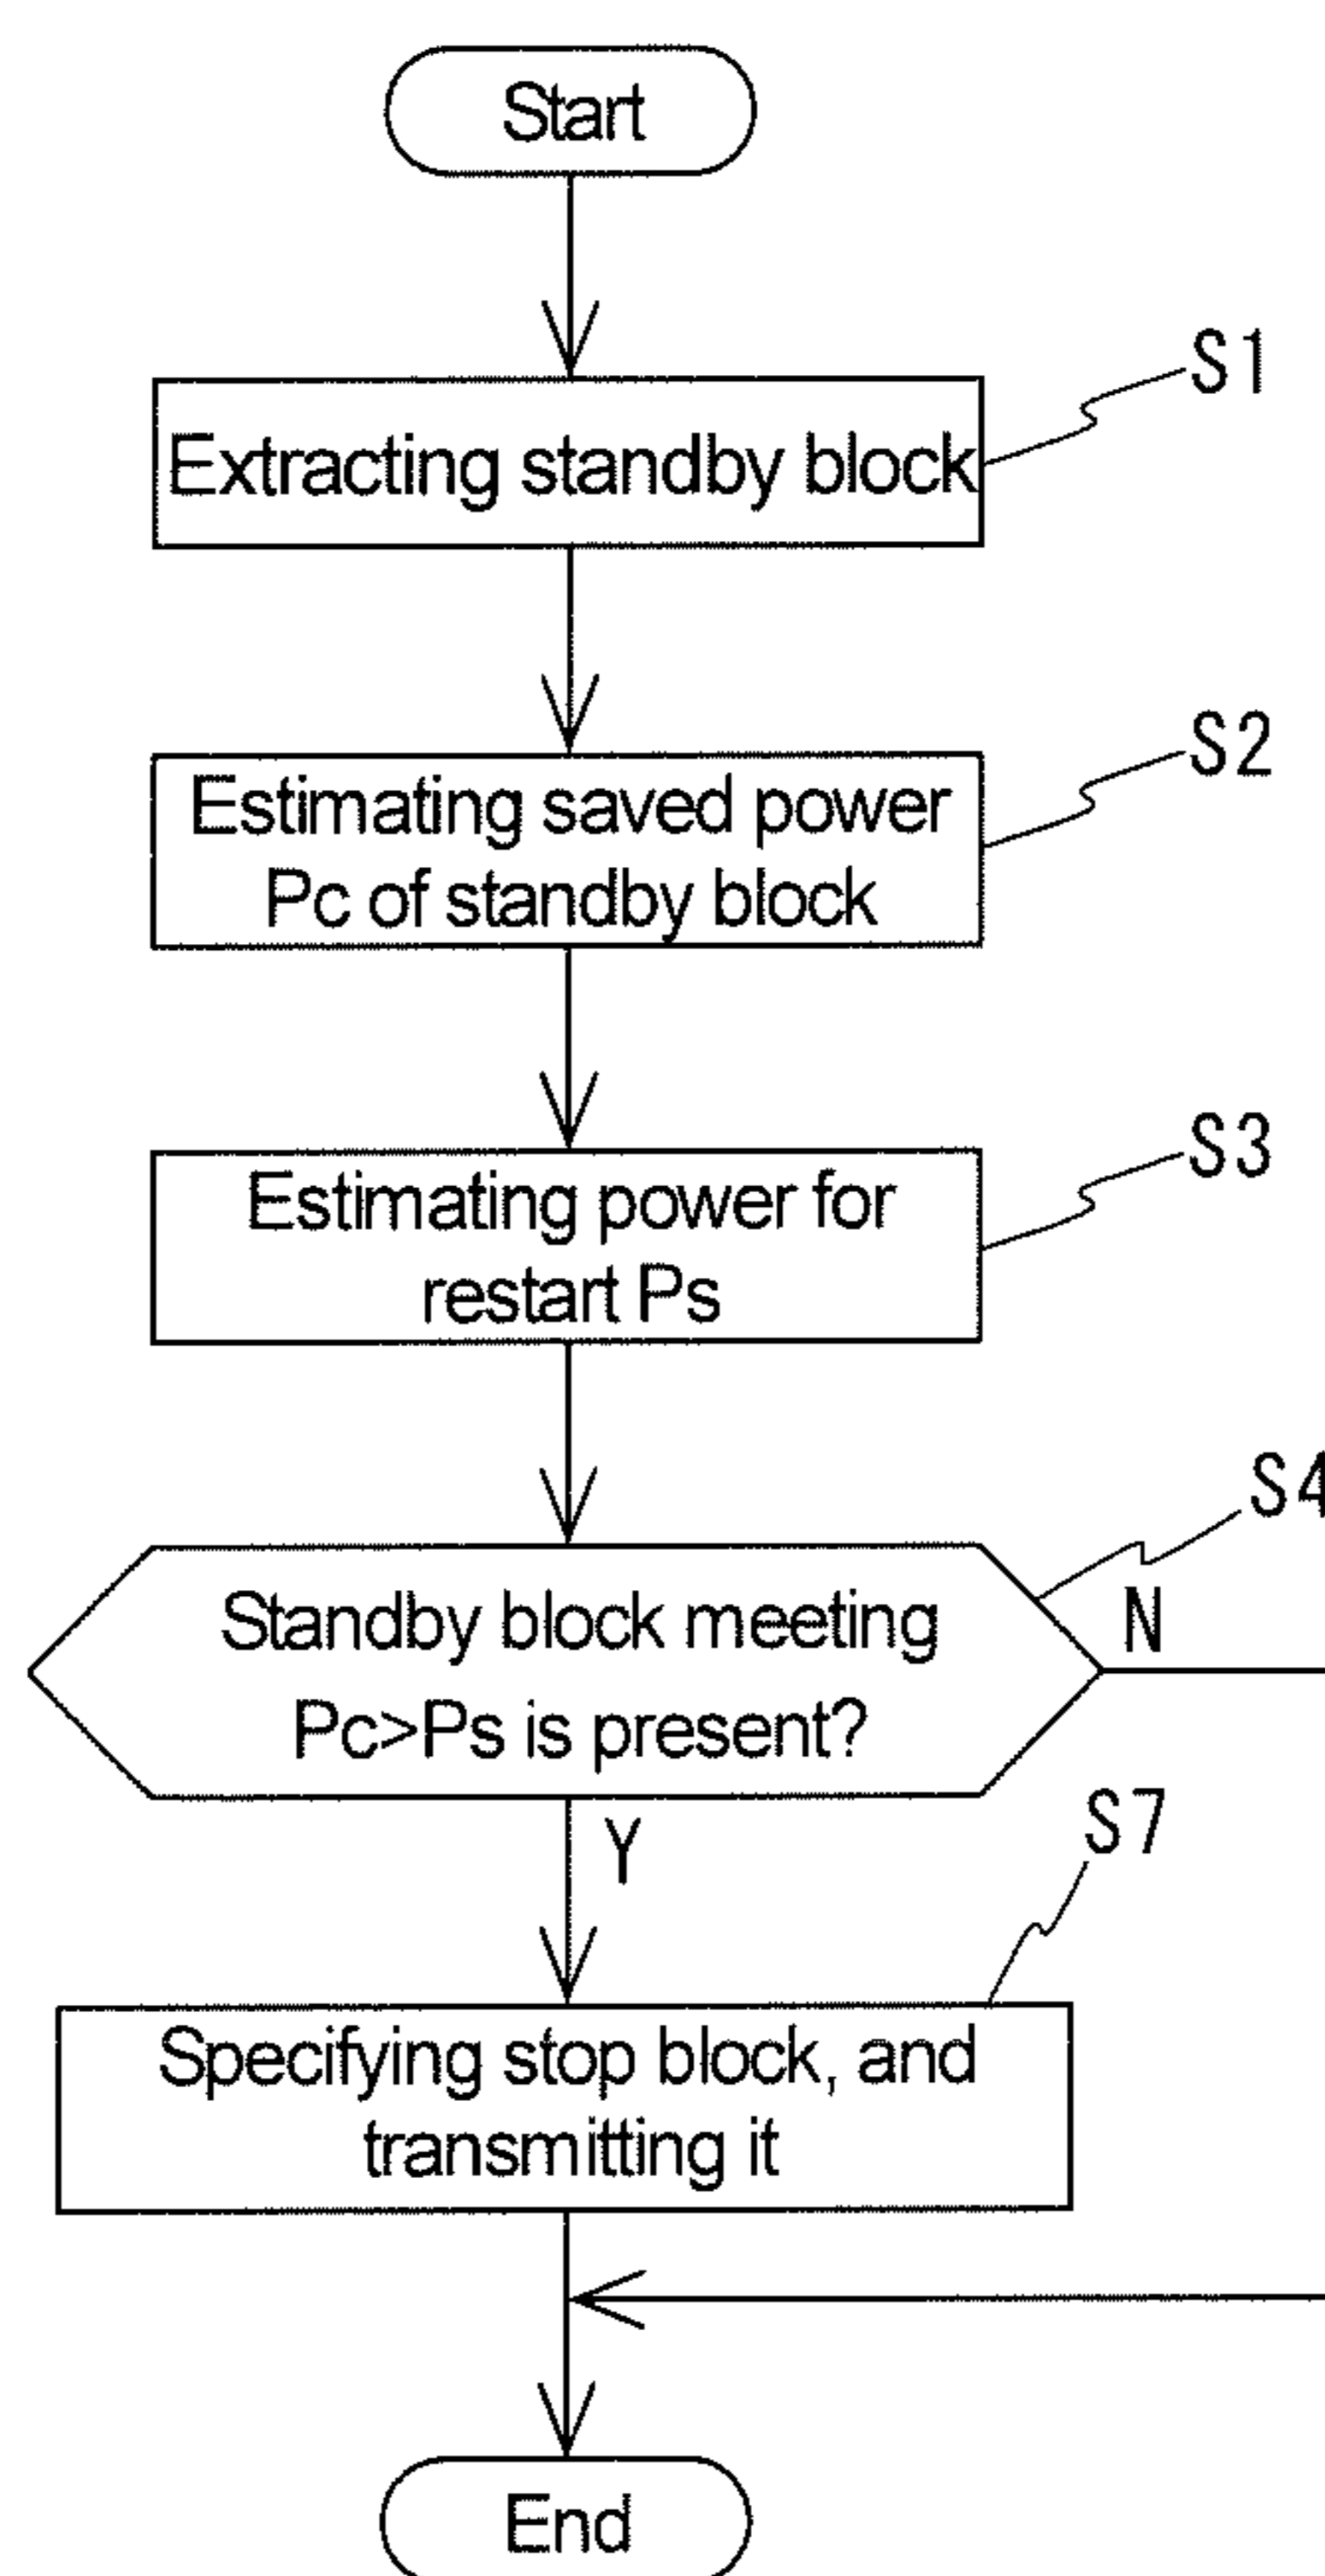 Start
S1
Extracting standby block
S2
Estimating saved power
Pc of standby block
S3
Estimating power for
restart Ps
S4
N
Standby block meeting
Pc>Ps is present?
Y
S7
Specifying stop block, and
transmitting it
End